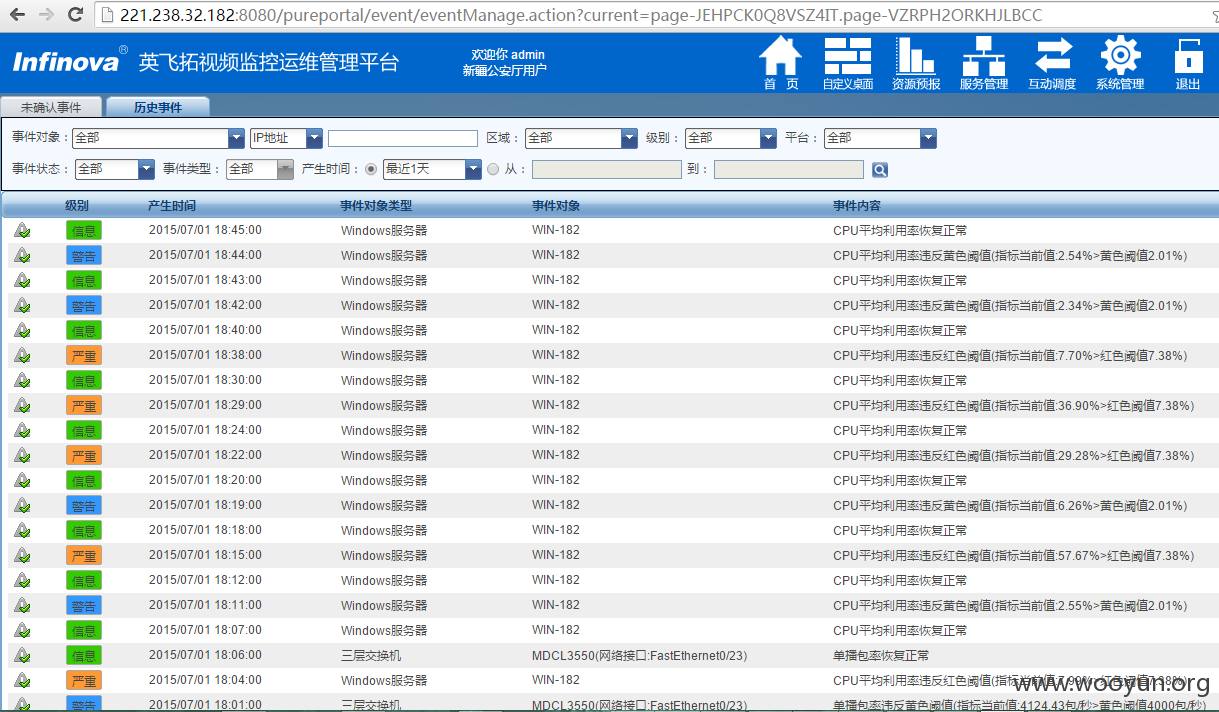 221.238.32.182:8080/pureportal/event/eventManage.action?current=page-JEHPCK0Q8VSZ4IT.page-VZRPH2ORKHJLBCC
Infinova® 英飞拓视频监控运维管理平台 欢迎你 admin
新疆公安厅用户
首 页 自定义桌面 资源预报 服务管理 互动调度 系统管理 退出
未确认事件 历史事件
事件对象： 全部 IP地址 区域： 全部 级别： 全部 平台： 全部
事件状态： 全部 事件类型： 全部 产生时间： 最近1天 从： 到：
级别 产生时间 事件对象类型 事件对象 事件内容
信息 2015/07/01 18:45:00 Windows服务器 WIN-182 CPU平均利用率恢复正常
警告 2015/07/01 18:44:00 Windows服务器 WIN-182 CPU平均利用率违反黄色阈值(指标当前值:2.54%>黄色阈值2.01%)
信息 2015/07/01 18:43:00 Windows服务器 WIN-182 CPU平均利用率恢复正常
警告 2015/07/01 18:42:00 Windows服务器 WIN-182 CPU平均利用率违反黄色阈值(指标当前值:2.34%>黄色阈值2.01%)
信息 2015/07/01 18:40:00 Windows服务器 WIN-182 CPU平均利用率恢复正常
严重 2015/07/01 18:38:00 Windows服务器 WIN-182 CPU平均利用率违反红色阈值(指标当前值:7.70%>红色阈值7.38%)
信息 2015/07/01 18:30:00 Windows服务器 WIN-182 CPU平均利用率恢复正常
严重 2015/07/01 18:29:00 Windows服务器 WIN-182 CPU平均利用率违反红色阈值(指标当前值:36.90%>红色阈值7.38%)
信息 2015/07/01 18:24:00 Windows服务器 WIN-182 CPU平均利用率恢复正常
严重 2015/07/01 18:22:00 Windows服务器 WIN-182 CPU平均利用率违反红色阈值(指标当前值:29.28%>红色阈值7.38%)
信息 2015/07/01 18:20:00 Windows服务器 WIN-182 CPU平均利用率恢复正常
警告 2015/07/01 18:19:00 Windows服务器 WIN-182 CPU平均利用率违反黄色阈值(指标当前值:6.26%>黄色阈值2.01%)
信息 2015/07/01 18:18:00 Windows服务器 WIN-182 CPU平均利用率恢复正常
严重 2015/07/01 18:15:00 Windows服务器 WIN-182 CPU平均利用率违反红色阈值(指标当前值:57.67%>红色阈值7.38%)
信息 2015/07/01 18:12:00 Windows服务器 WIN-182 CPU平均利用率恢复正常
警告 2015/07/01 18:11:00 Windows服务器 WIN-182 CPU平均利用率违反黄色阈值(指标当前值:2.55%>黄色阈值2.01%)
信息 2015/07/01 18:07:00 Windows服务器 WIN-182 CPU平均利用率恢复正常
信息 2015/07/01 18:06:00 三层交换机 MDCL3550(网络接口:FastEthernet0/23) 单播包率恢复正常
严重 2015/07/01 18:04:00 Windows服务器 WIN-182 CPU平均利用率违反红色阈值(指标当前值
www.wooyun.org
警告 2015/07/01 18:01:00 三层交换机 MDCL3550(网络接口:FastEthernet0/23) 单播包率违反黄色阈值(指标当前值:4124.43包/秒>黄色阈值4000包/秒)